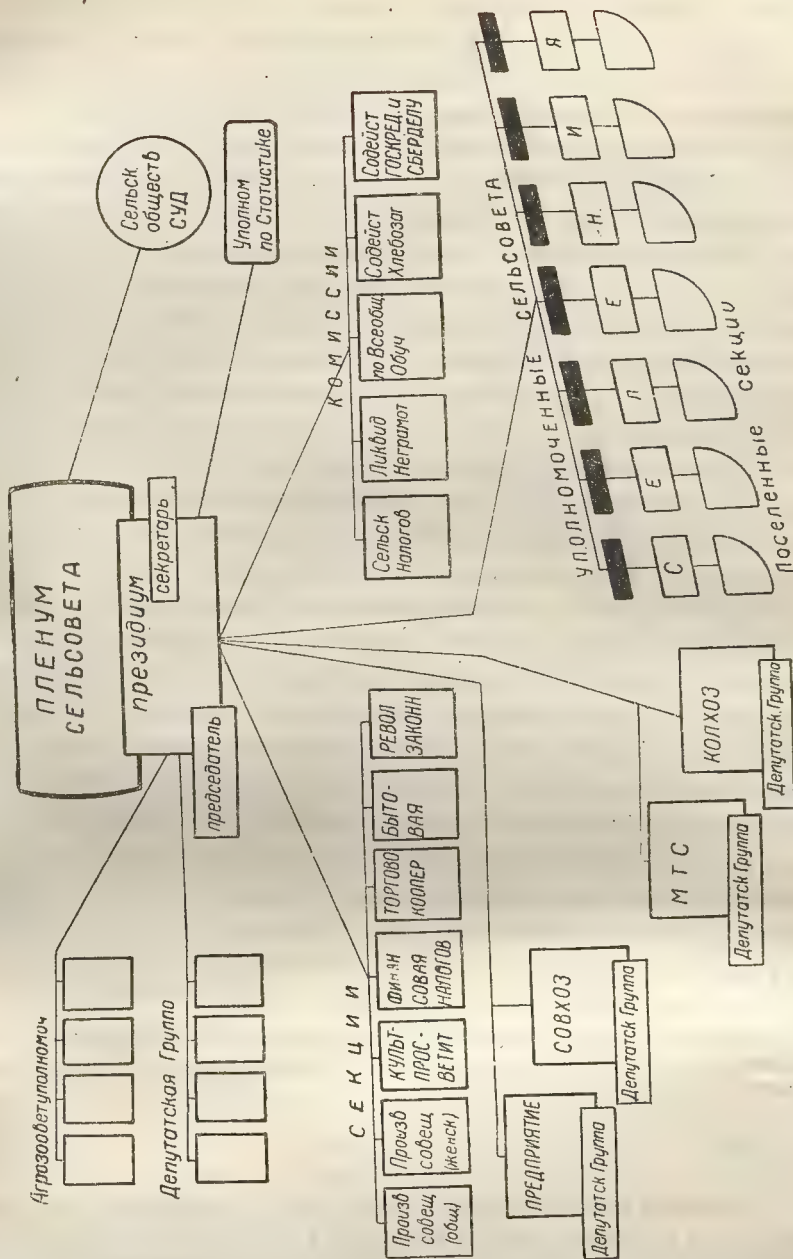 ПЛЕНУМ
СЕЛЬСОВЕТА
президиум
председатель
секретарь
Сельск
обществ
СУД
Уполном
по Статистике
Агрозооветуполномоч
Депутатская Группа
СЕКЦИИ
Произв
совещ
(общ)
Произв
совещ
(женск)
КУЛЬТ-
ПРОС-
ВЕТИТ
ФИНАН
СОВАЯ
НАЛОГОВ
ТОРГОВО
КООПЕР
БЫТО-
ВАЯ
РЕВОЛ
ЗАКОНН
КОМИССИИ
Сельск
Налогов
Ликвид
Неграмот
по Всеобщ
Обуч
Содейст
Хлебозаг
Содейст
ГОСКРЕД. и
СБЕРДЕЛУ
ПРЕДПРИЯТИЕ
Депутатск Группа
СОВХОЗ
Депутатск Группа
МТС
Депутатск Группа
КОЛХОЗ
Депутатск. Группа
УПОЛНОМОЧЕННЫЕ СЕЛЬСОВЕТА
С Е Л Е Н. И Я
Поселенные секции